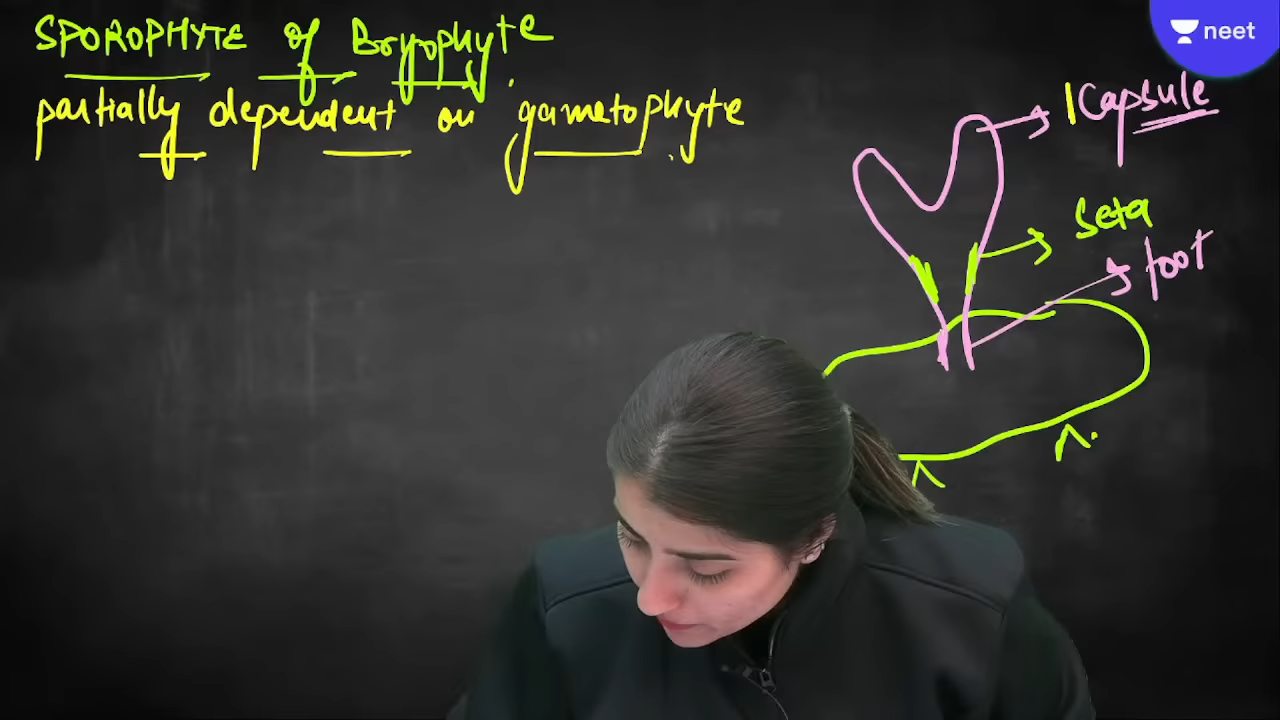 SPOROPHYTE of Bryophyte.
partially dependent on gametophyte.
neet
Capsule
Seta
foot